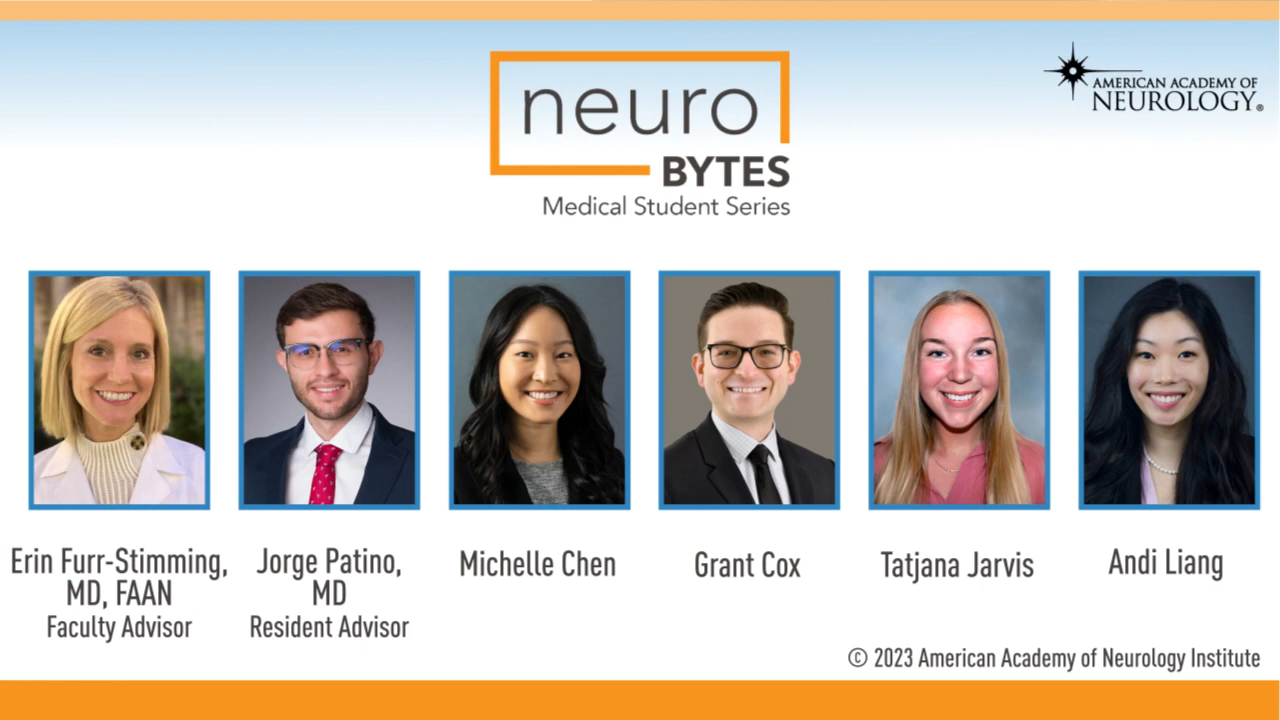 neuro
BYTES
Medical Student Series
AMERICAN ACADEMY OF
NEUROLOGY®
Erin Furr-Stimming,
MD, FAAN
Faculty Advisor
Jorge Patino,
MD
Resident Advisor
Michelle Chen
Grant Cox
Tatjana Jarvis
Andi Liang
© 2023 American Academy of Neurology Institute